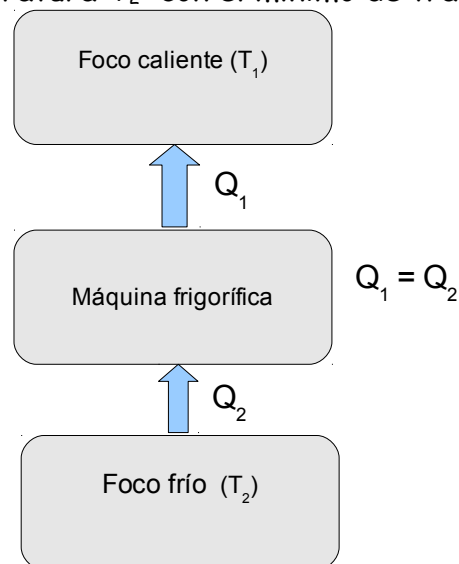 Foco caliente (T₁)
Q₁
Máquina frigorífica
Q₁ = Q₂
Q₂
Foco frío (T₂)